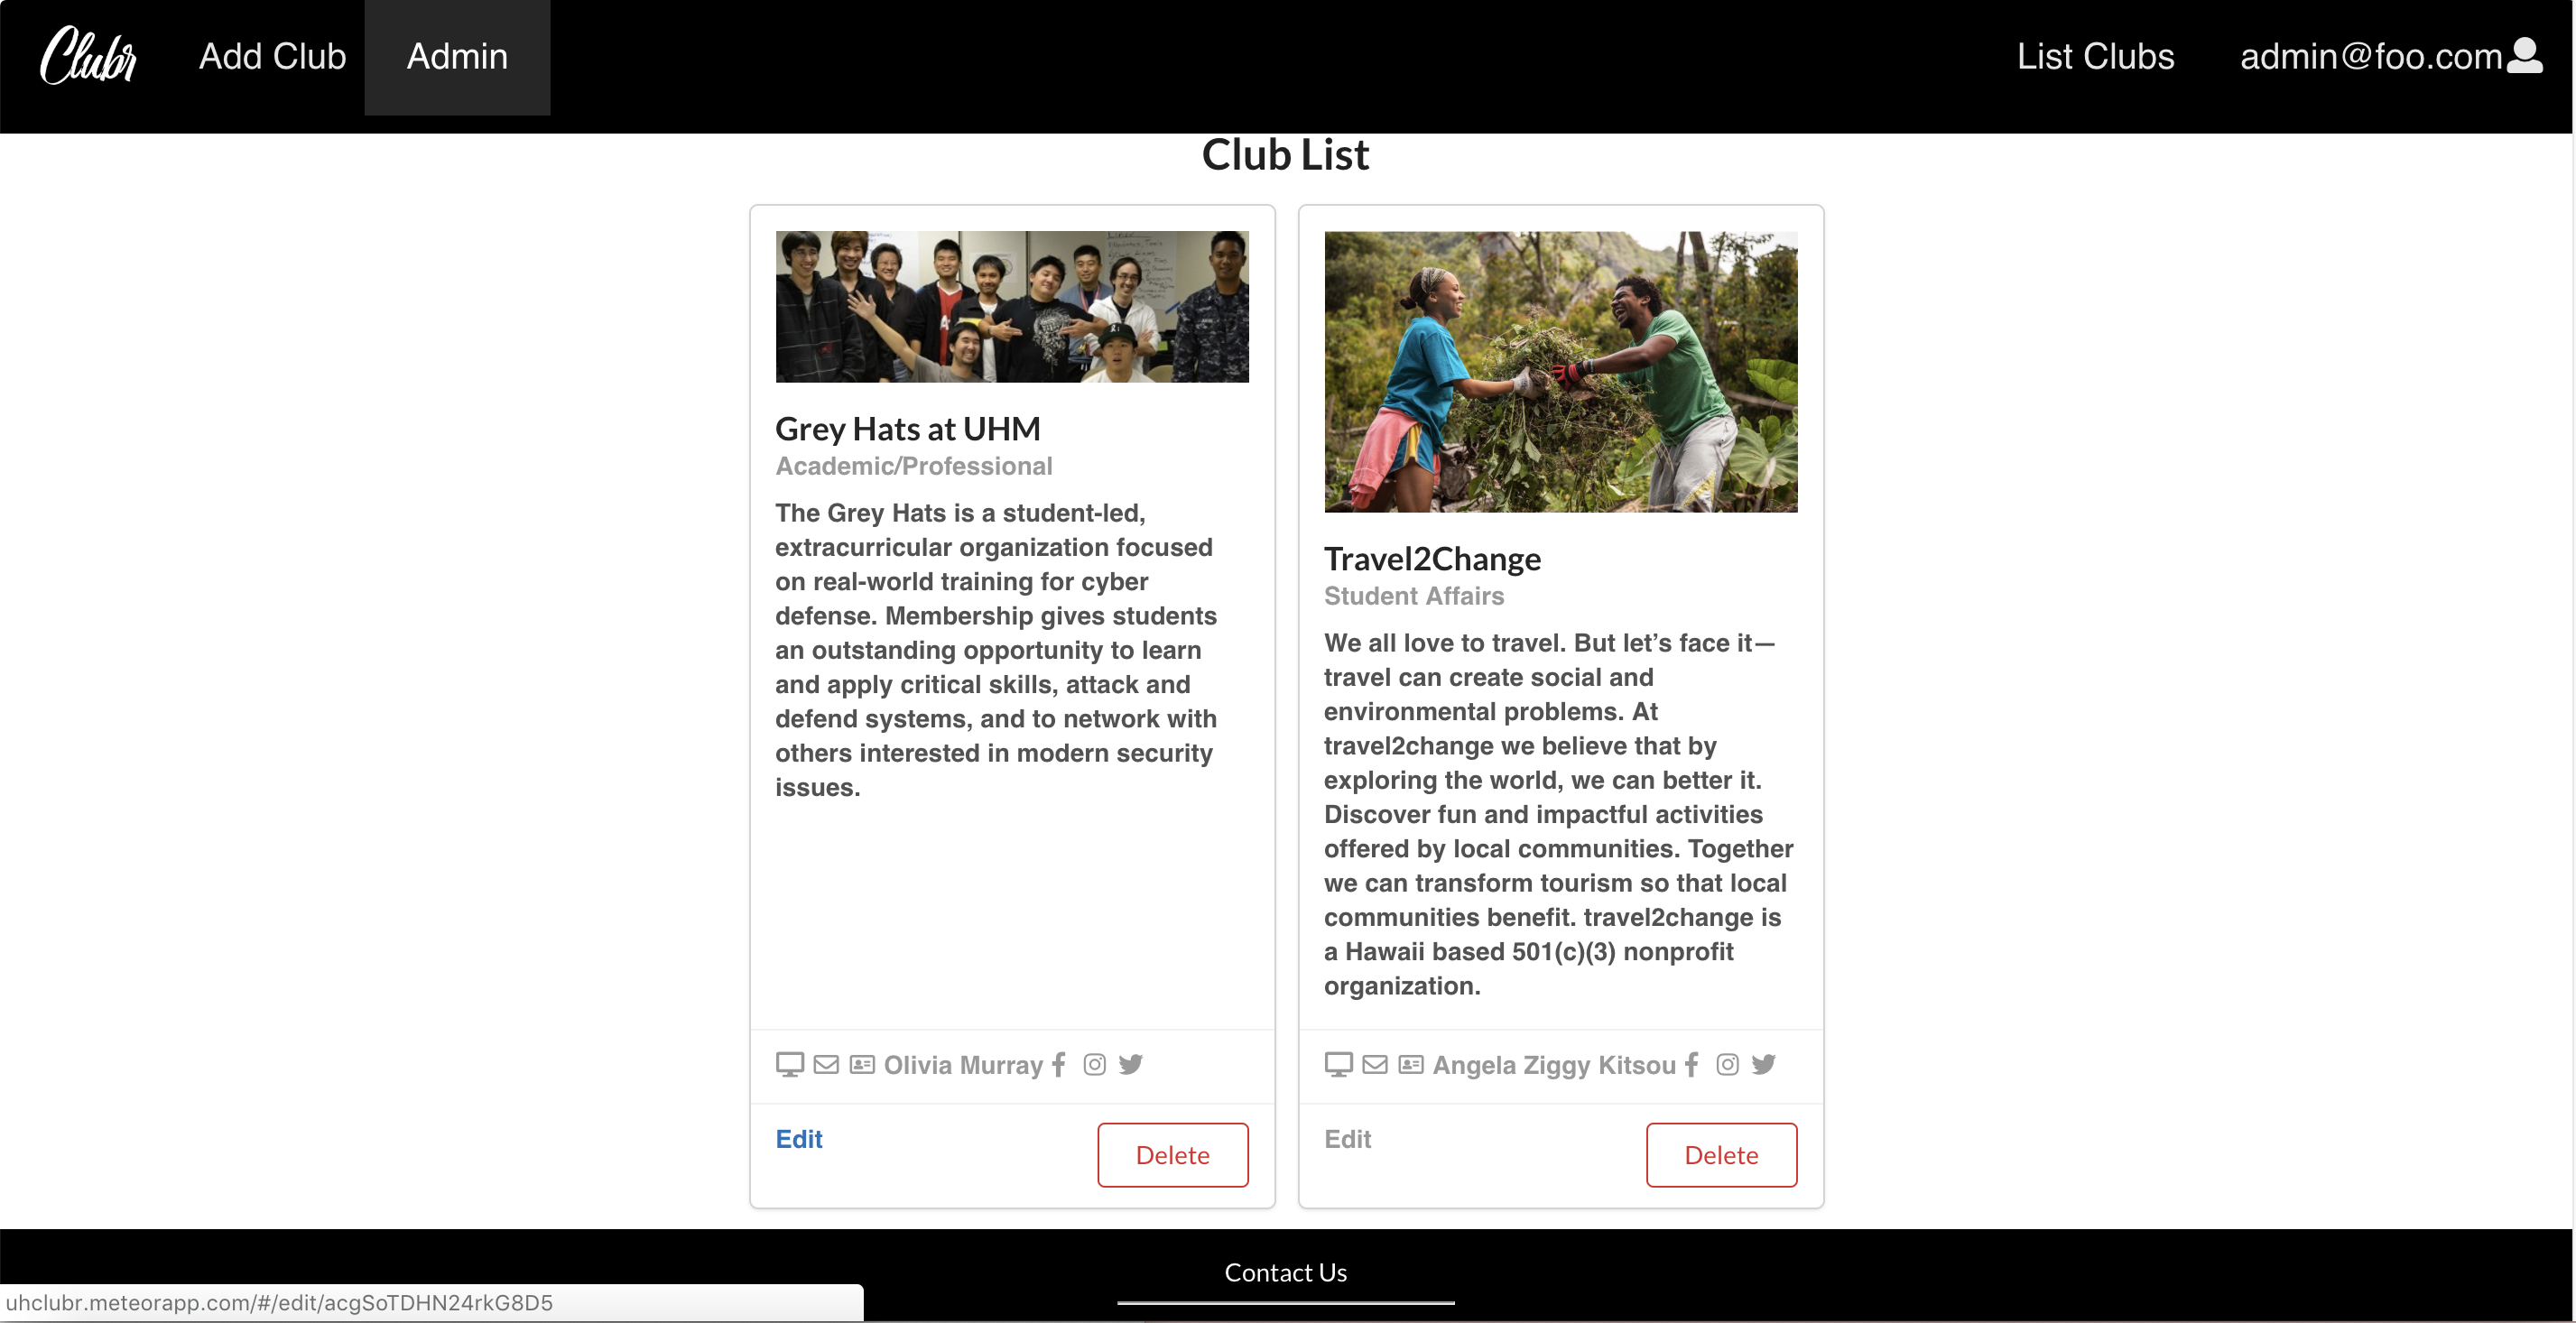 Clubr
Add Club
Admin
List Clubs
admin@foo.com
Club List
Grey Hats at UHM
Academic/Professional
The Grey Hats is a student-led,
extracurricular organization focused
on real-world training for cyber
defense. Membership gives students
an outstanding opportunity to learn
and apply critical skills, attack and
defend systems, and to network with
others interested in modern security
issues.
Olivia Murray
Edit
Delete
Travel2Change
Student Affairs
We all love to travel. But let’s face it—
travel can create social and
environmental problems. At
travel2change we believe that by
exploring the world, we can better it.
Discover fun and impactful activities
offered by local communities. Together
we can transform tourism so that local
communities benefit. travel2change is
a Hawaii based 501(c)(3) nonprofit
organization.
Angela Ziggy Kitsou
Edit
Delete
Contact Us
uhclubr.meteorapp.com/#/edit/acgSoTDHN24rkG8D5